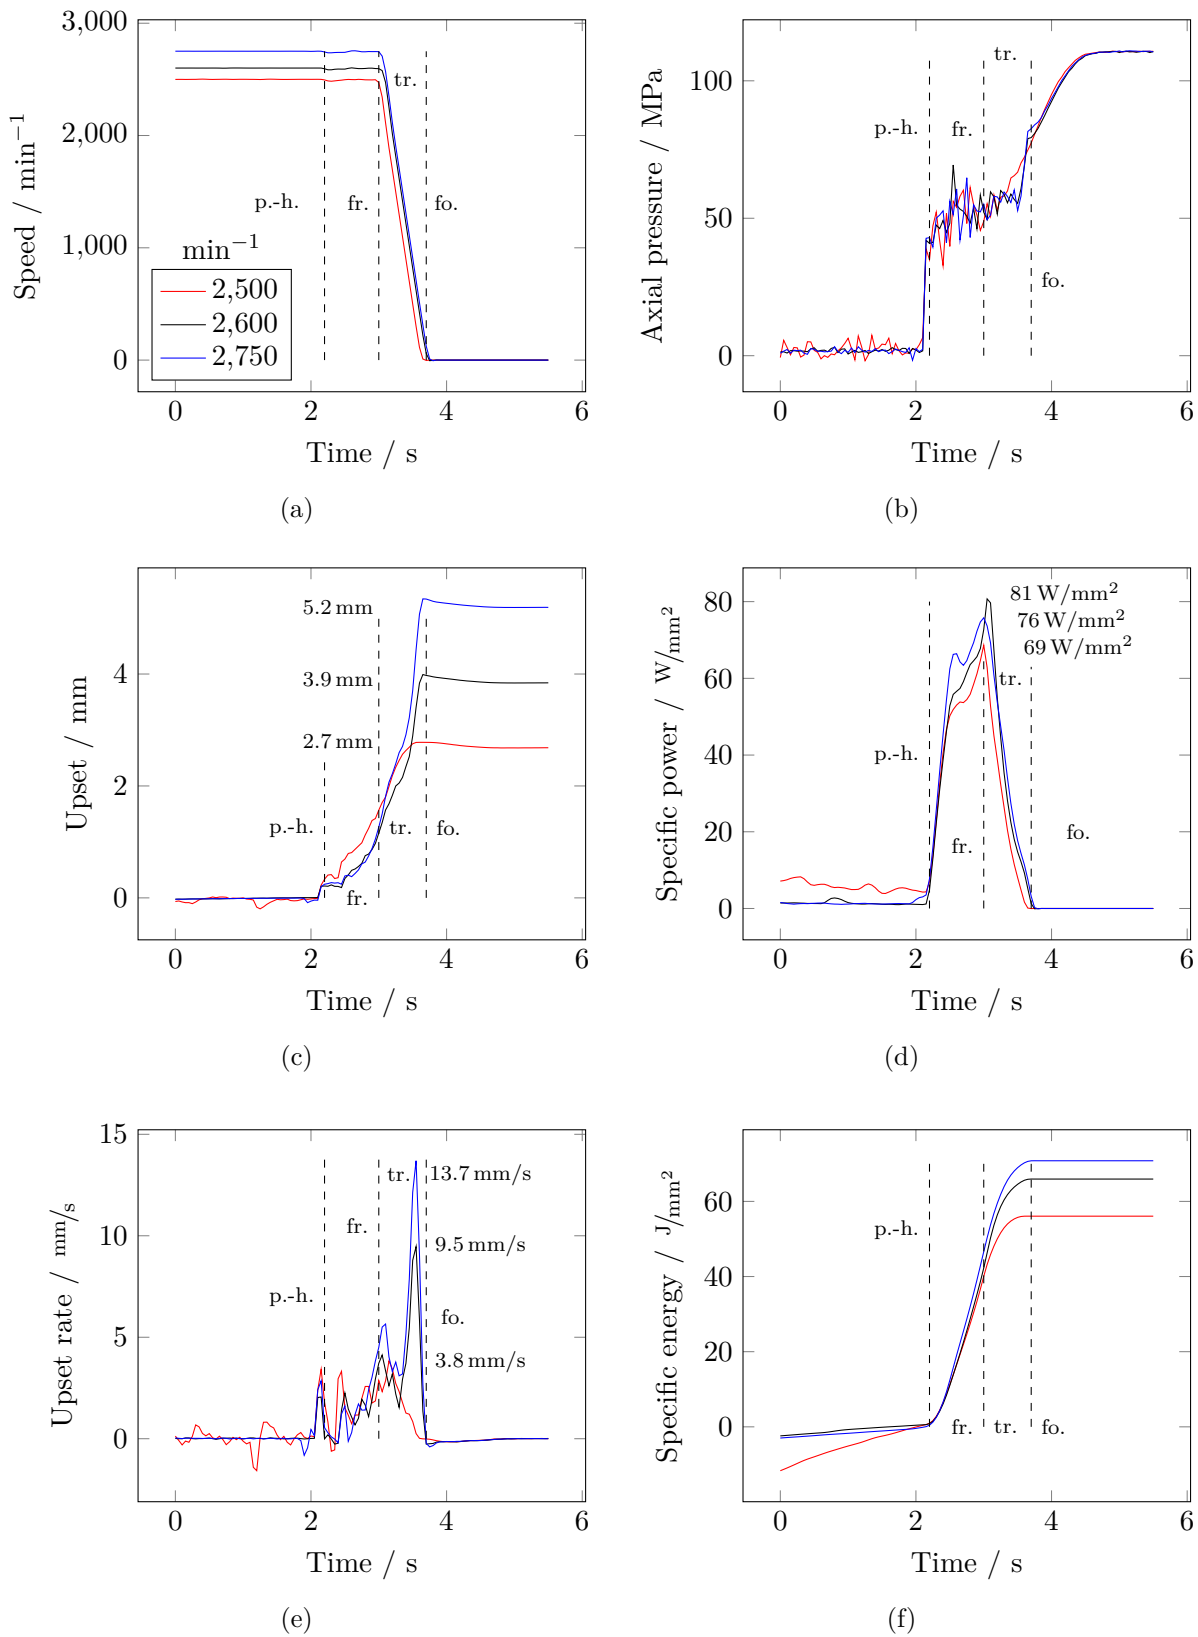 3,000
2,000
1,000
0
Speed / min⁻¹
tr.
p.-h.
fr.
fo.
min⁻¹
2,500
2,600
2,750
0
2
4
6
Time / s
(a)
100
50
0
Axial pressure / MPa
tr.
p.-h.
fr.
fo.
0
2
4
6
Time / s
(b)
4
2
0
Upset / mm
5.2 mm
3.9 mm
2.7 mm
p.-h.
tr.
fo.
fr.
0
2
4
6
Time / s
(c)
80
60
40
20
0
Specific power / W/mm²
81 W/mm²
76 W/mm²
69 W/mm²
tr.
p.-h.
fr.
fo.
0
2
4
6
Time / s
(d)
15
10
5
0
Upset rate / mm/s
tr.
13.7 mm/s
fr.
9.5 mm/s
p.-h.
fo.
3.8 mm/s
0
2
4
6
Time / s
(e)
60
40
20
0
Specific energy / J/mm²
p.-h.
fr.
tr.
fo.
0
2
4
6
Time / s
(f)